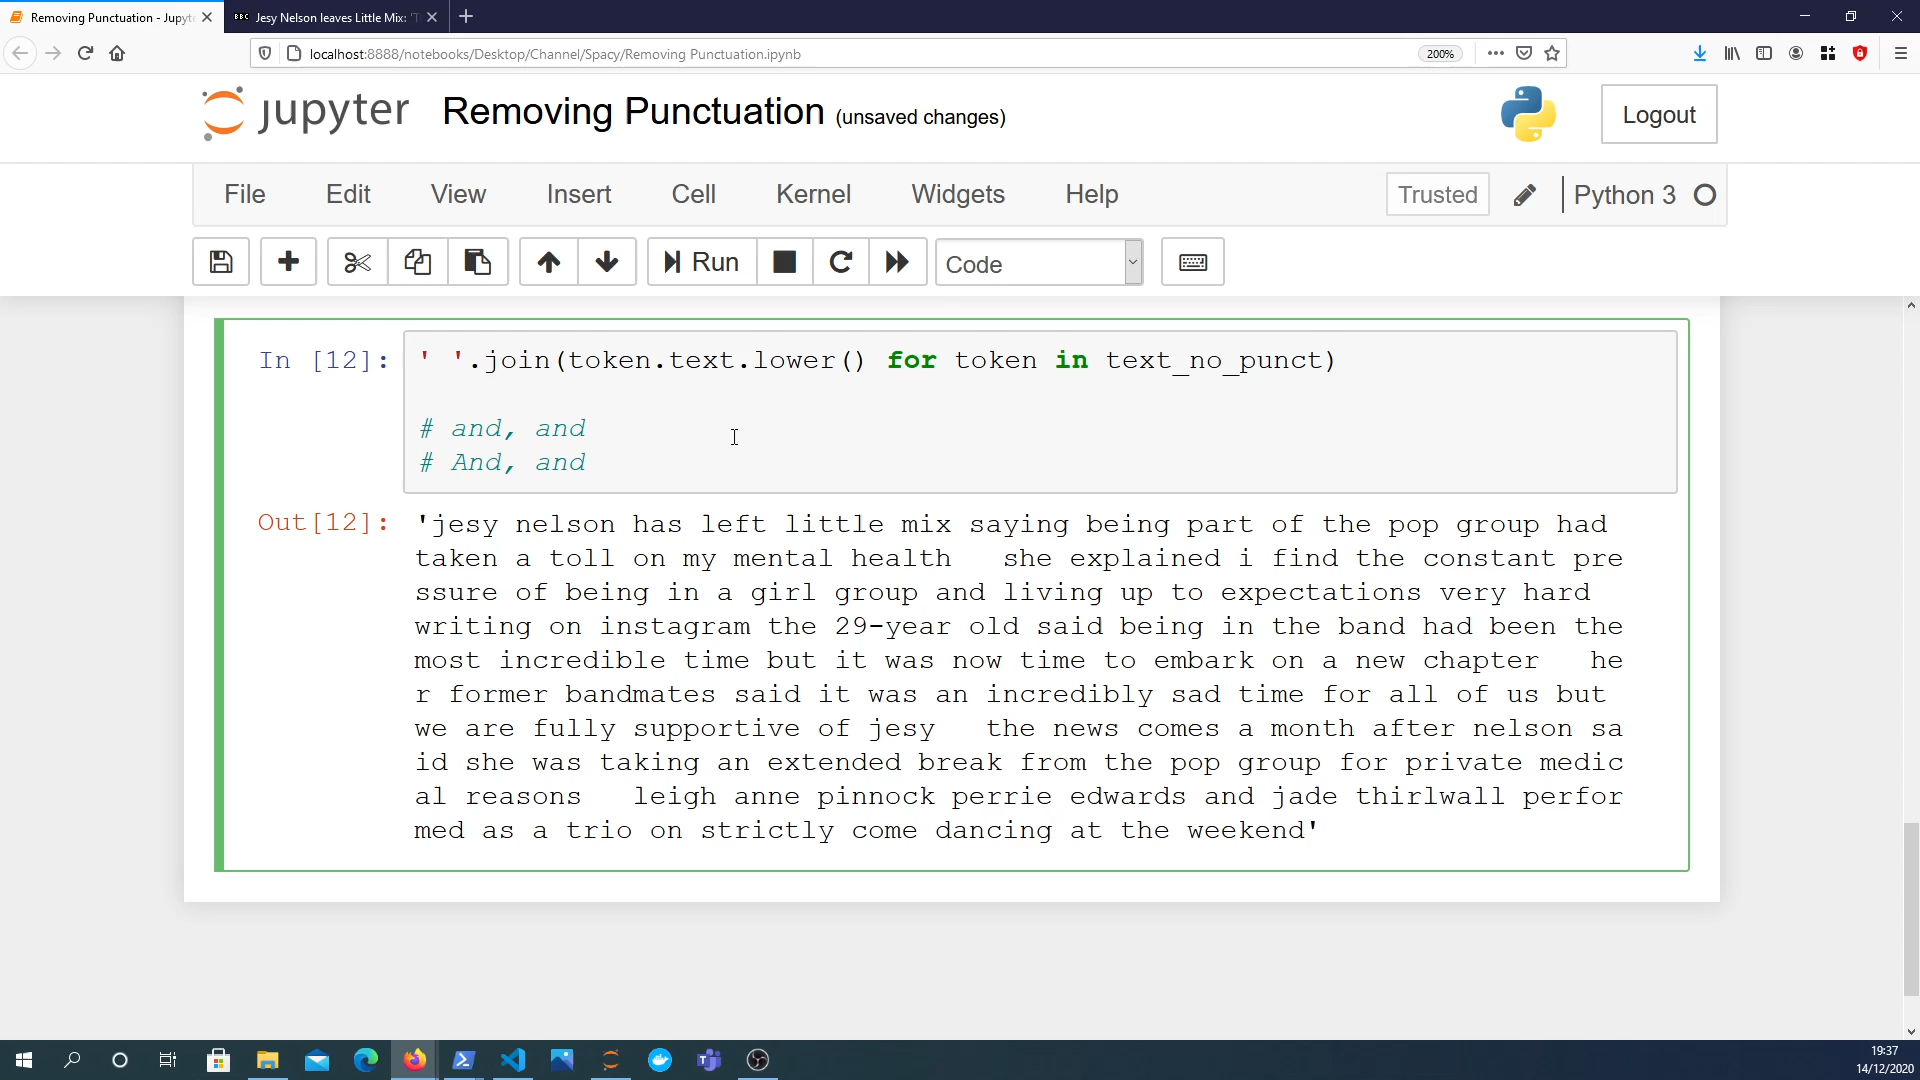 Removing Punctuation - Jupyt
BBC Jesy Nelson leaves Little Mix: 'T
localhost:8888/notebooks/Desktop/Channel/Spacy/Removing Punctuation.ipynb
200%
jupyter Removing Punctuation (unsaved changes)
Logout
File Edit View Insert Cell Kernel Widgets Help
Trusted
Python 3
Run
Code
In [12]: ' '.join(token.text.lower() for token in text_no_punct)
# and, and
# And, and
Out[12]: 'jesy nelson has left little mix saying being part of the pop group had
taken a toll on my mental health   she explained i find the constant pre
ssure of being in a girl group and living up to expectations very hard
writing on instagram the 29-year old said being in the band had been the
most incredible time but it was now time to embark on a new chapter   he
r former bandmates said it was an incredibly sad time for all of us but
we are fully supportive of jesy   the news comes a month after nelson sa
id she was taking an extended break from the pop group for private medic
al reasons   leigh anne pinnock perrie edwards and jade thirlwall perfor
med as a trio on strictly come dancing at the weekend'
19:37
14/12/2020